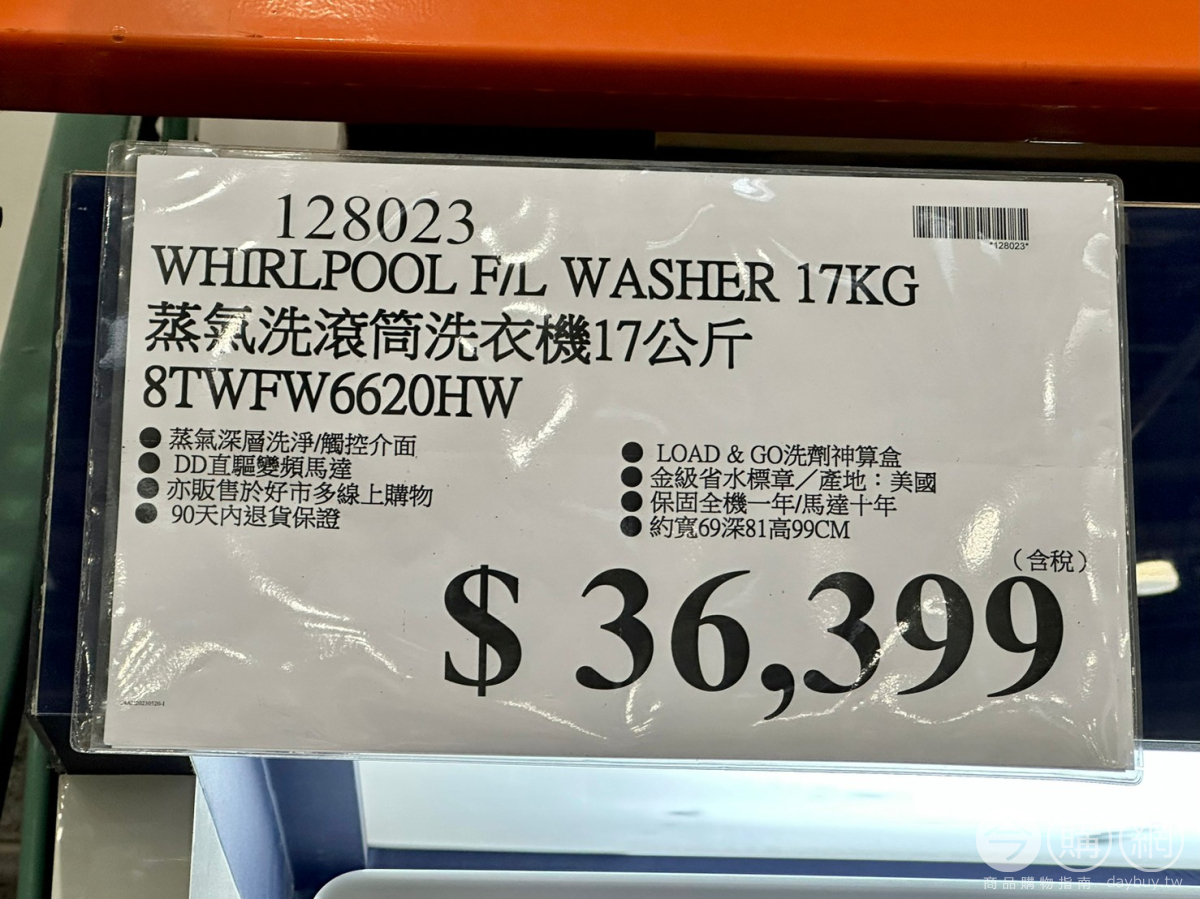 128023
*128023*
WHIRLPOOL F/L WASHER 17KG
蒸氣洗滾筒洗衣機17公斤
8TWFW6620HW
● 蒸氣深層洗淨/觸控介面
● DD直驅變頻馬達
● 亦販售於好市多線上購物
● 90天內退貨保證
● LOAD & GO洗劑神算盒
● 金級省水標章／產地：美國
● 保固全機一年/馬達十年
● 約寬69深81高99CM
（含稅）
$ 36,399
今購網
商品購物指南 daybuy.tw